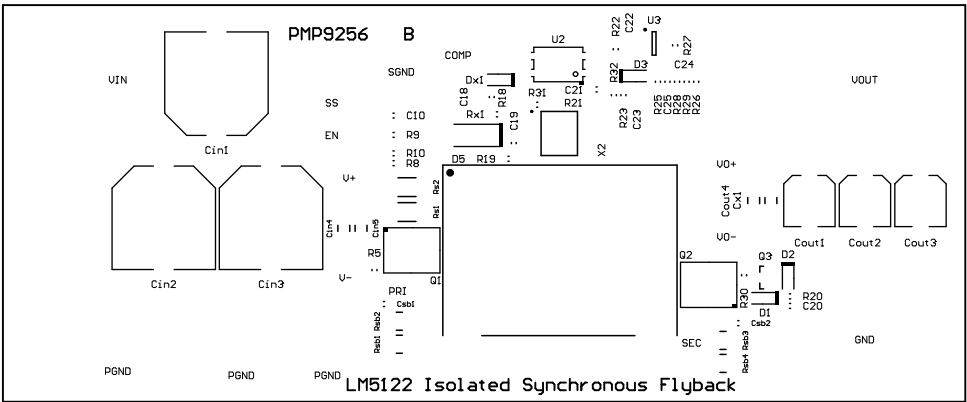 PMP9256 B
C22
R22
U3
U2
R27
COMP
SGND
D3
C24
R32
VIN
Dx1
VOUT
C18
R18
R31
C21
R21
SS
C10
Rx1
C19
R23
C23
R25
C25
R28
R29
R26
EN
R9
Cin1
R10
R8
D5
R19
X2
VO+
V+
Rs2
Rs1
Cout4
Cx1
Cin4
Cin5
VO-
Cout1
Cout2
Cout3
R5
Q2
Q3
D2
Cin2
Cin3
V-
Q1
PRI
R30
R20
C20
Csb1
D1
Csb2
Rsb2
Rsb1
SEC
Rsb3
Rsb4
GND
PGND
PGND
PGND
LM5122 Isolated Synchronous Flyback